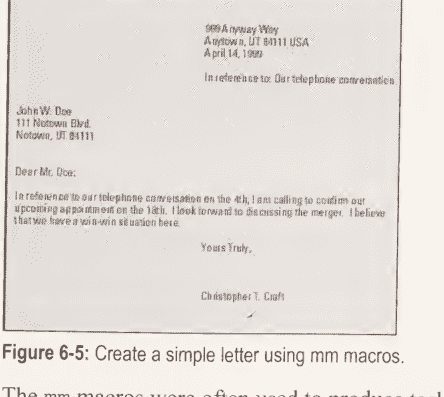 999 Anyway Way
Anytown, UT 84111 USA
April 14, 1999
In reference to: Our telephone conversation
John W. Doe
111 Notown Blvd.
Notown, UT 84111
Dear Mr. Doe:
In reference to our telephone conversation on the 4th, I am calling to confirm our
upcoming appointment on the 18th. I look forward to discussing the merger. I believe
that we have a win-win situation here.
Yours Truly,
Christopher T. Craft
Figure 6-5: Create a simple letter using mm macros.
The mm macros were often used to produce